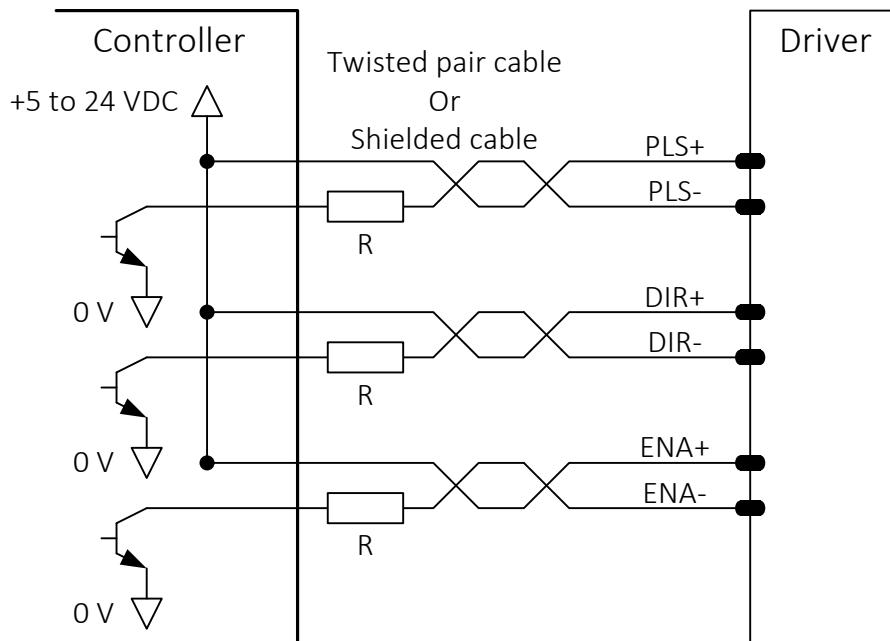 Controller
Driver
Twisted pair cable
Or
Shielded cable
+5 to 24 VDC
PLS+
PLS-
R
0 V
DIR+
DIR-
R
0 V
ENA+
ENA-
R
0 V